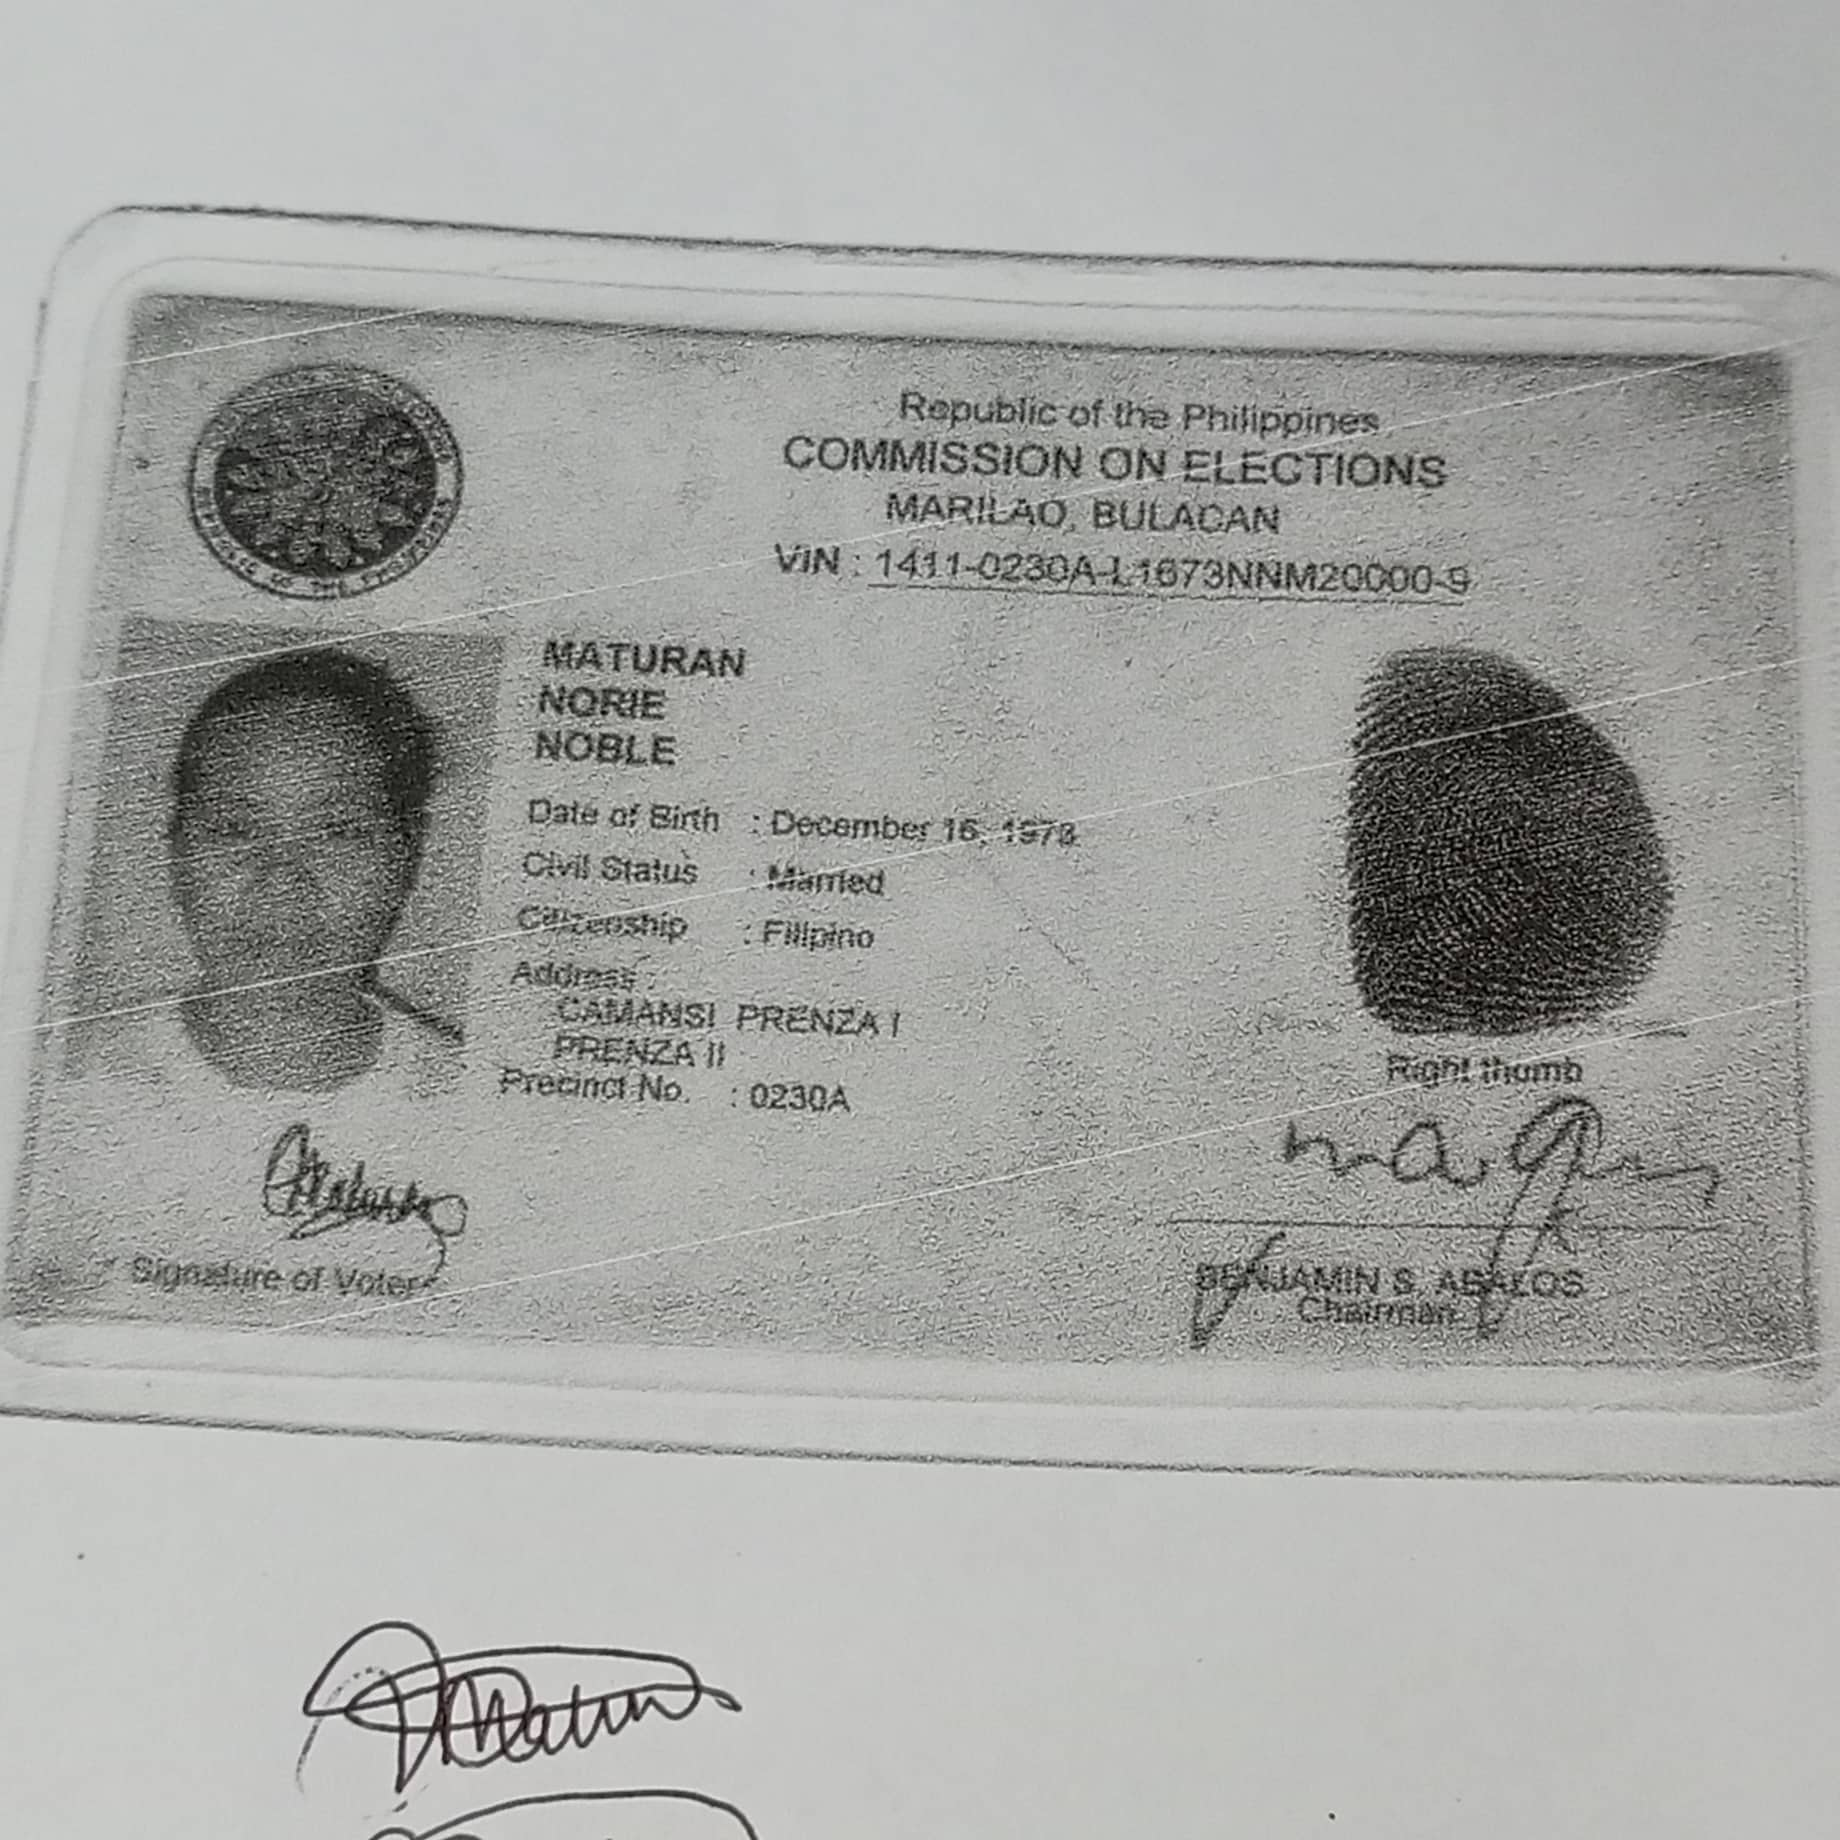 Republic of the Philippines
COMMISSION ON ELECTIONS
MARILAO, BULACAN
VIN : 1411-0230A-L1673NNM20000-9
MATURAN
NORIE
NOBLE
Date of Birth : December 16, 1973
Civil Status : Married
Citizenship : Filipino
Address :
CAMANSI PRENZA I
PRENZA II
Precinct No. : 0230A
Right thumb
Signature of Voter
BENJAMIN S. ABALOS
Chairman